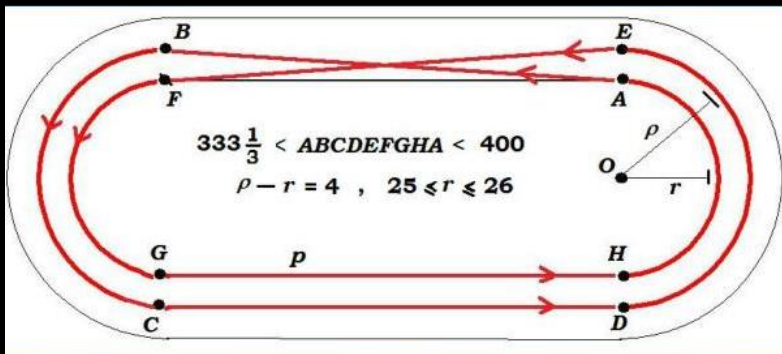 B
E
F
A
333 1/3 < ABCDEFGHA < 400
ρ
ρ − r = 4 , 25 ⩽ r ⩽ 26
O
r
G
p
H
C
D